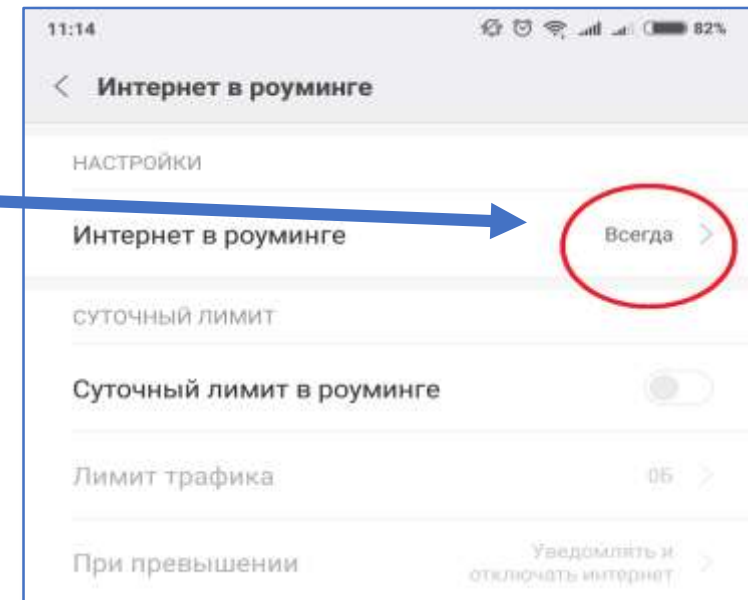 11:14 82%
Интернет в роуминге
НАСТРОЙКИ
Интернет в роуминге Всегда
СУТОЧНЫЙ ЛИМИТ
Суточный лимит в роуминге
Лимит трафика 0Б
При превышении Уведомлять и
отключать интернет